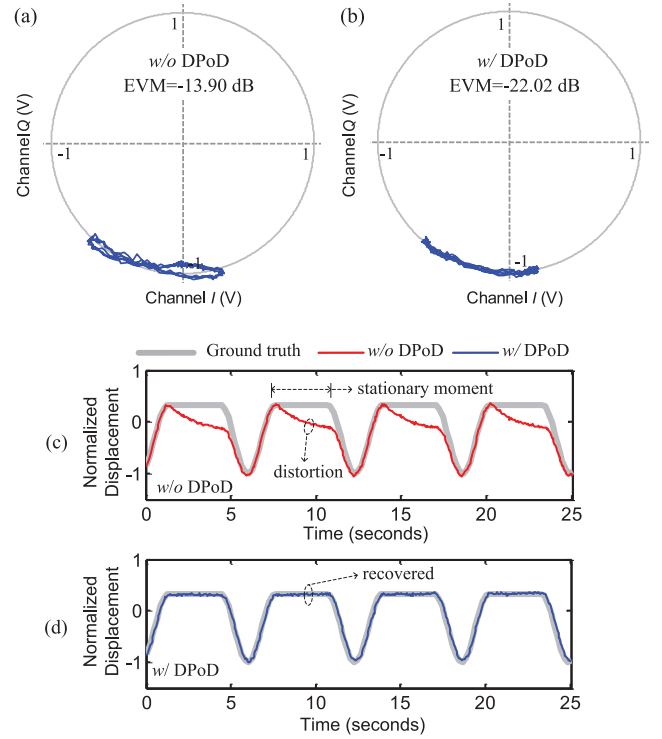 (a)
1
w/o DPoD
EVM=-13.90 dB
ChannelQ (V)
-1
1
-1
Channel I (V)
(b)
1
w/ DPoD
EVM=-22.02 dB
ChannelQ (V)
-1
1
-1
Channel I (V)
Ground truth
w/o DPoD
w/ DPoD
(c)
Normalized
Displacement
1
0
-1
stationary moment
distortion
w/o DPoD
0
5
10
15
20
25
Time (seconds)
(d)
Normalized
Displacement
1
0
-1
recovered
w/ DPoD
0
5
10
15
20
25
Time (seconds)